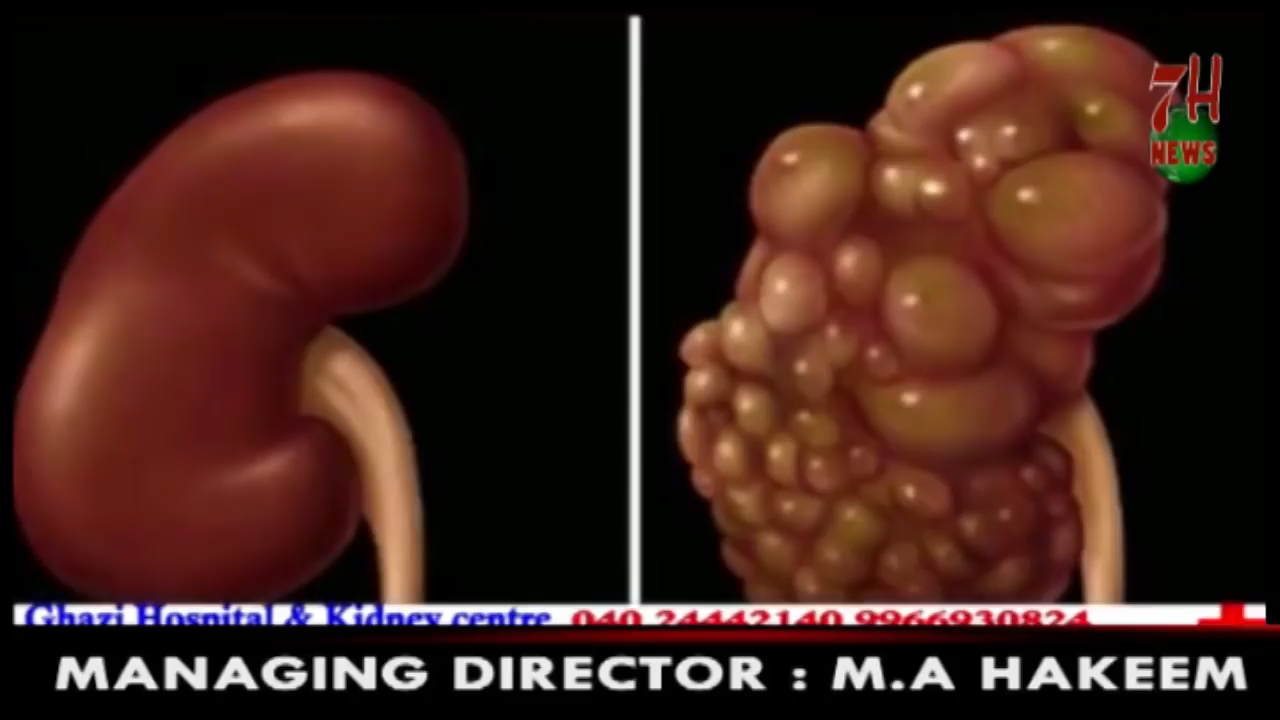 7H
NEWS
Ghazi Hospital & Kidney centre 040 24442140 9966930824
MANAGING DIRECTOR : M.A HAKEEM